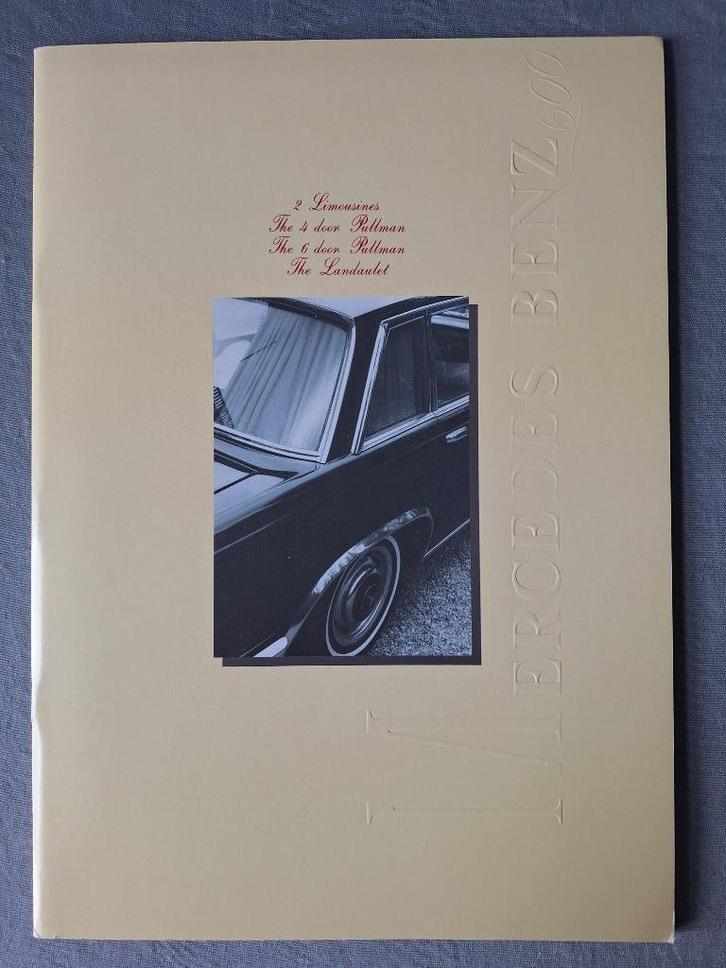 2 Limousines
The 4 door Pullman
The 6 door Pullman
The Landaulet
MERCEDES BENZ 600